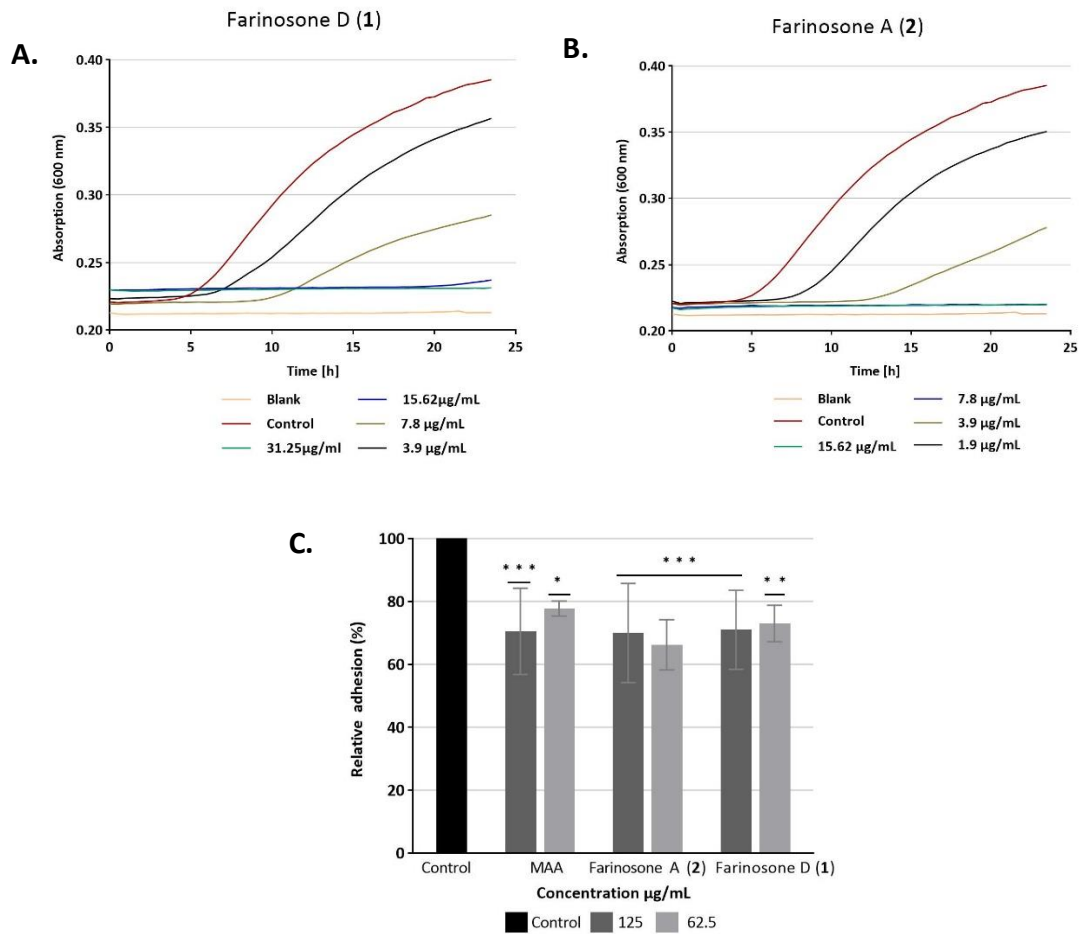 Farinosone D (1)
A.
0.40
0.35
0.30
0.25
0.20
Absorption (600 nm)
0 5 10 15 20 25
Time [h]
Blank 15.62µg/mL
Control 7.8 µg/mL
31.25µg/ml 3.9 µg/mL
Farinosone A (2)
B.
0.40
0.35
0.30
0.25
0.20
Absorption (600 nm)
0 5 10 15 20 25
Time [h]
Blank 7.8 µg/mL
Control 3.9 µg/mL
15.62 µg/mL 1.9 µg/mL
C.
100
80
60
40
20
0
Relative adhesion (%)
* * * * * * * * *
Control MAA Farinosone A (2) Farinosone D (1)
Concentration µg/mL
Control 125 62.5